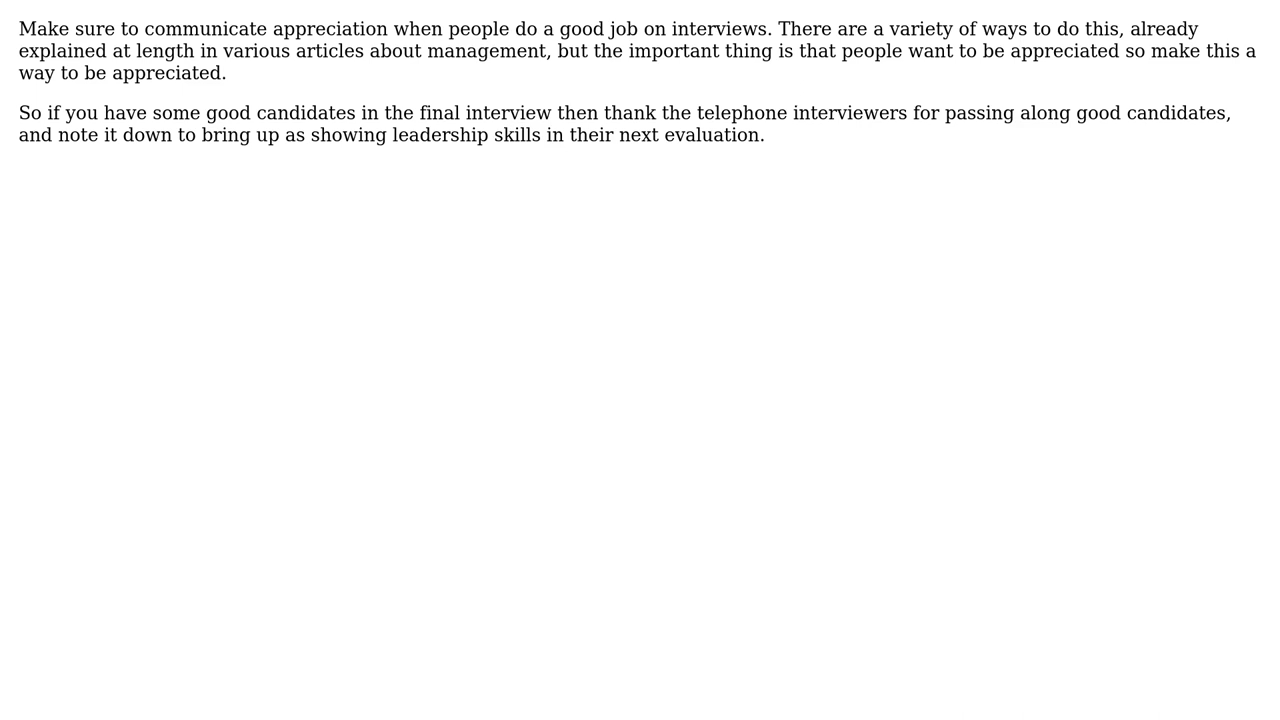 Make sure to communicate appreciation when people do a good job on interviews. There are a variety of ways to do this, already
explained at length in various articles about management, but the important thing is that people want to be appreciated so make this a
way to be appreciated.
So if you have some good candidates in the final interview then thank the telephone interviewers for passing along good candidates,
and note it down to bring up as showing leadership skills in their next evaluation.